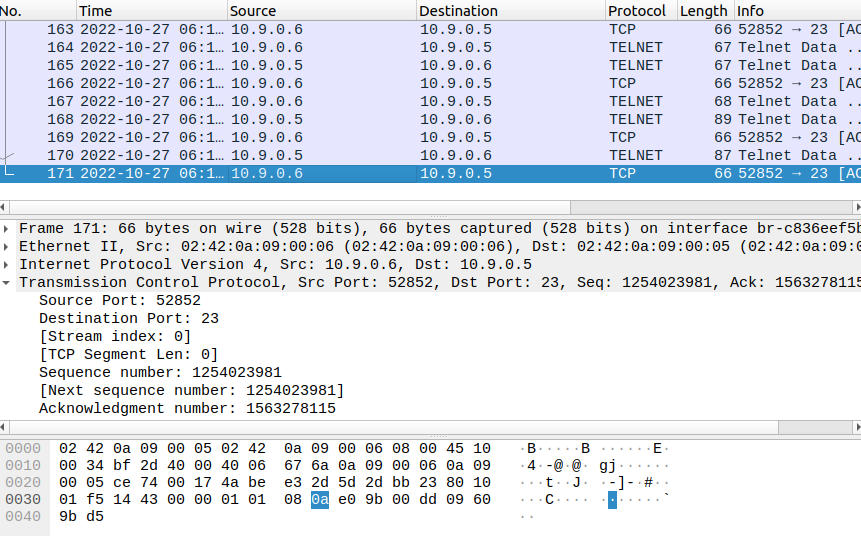 No. Time Source Destination Protocol Length Info
163 2022-10-27 06:1… 10.9.0.6 10.9.0.5 TCP 66 52852 → 23 [AC
164 2022-10-27 06:1… 10.9.0.6 10.9.0.5 TELNET 67 Telnet Data ..
165 2022-10-27 06:1… 10.9.0.5 10.9.0.6 TELNET 67 Telnet Data ..
166 2022-10-27 06:1… 10.9.0.6 10.9.0.5 TCP 66 52852 → 23 [AC
167 2022-10-27 06:1… 10.9.0.6 10.9.0.5 TELNET 68 Telnet Data ..
168 2022-10-27 06:1… 10.9.0.5 10.9.0.6 TELNET 89 Telnet Data ..
169 2022-10-27 06:1… 10.9.0.6 10.9.0.5 TCP 66 52852 → 23 [AC
170 2022-10-27 06:1… 10.9.0.5 10.9.0.6 TELNET 87 Telnet Data ..
171 2022-10-27 06:1… 10.9.0.6 10.9.0.5 TCP 66 52852 → 23 [AC
Frame 171: 66 bytes on wire (528 bits), 66 bytes captured (528 bits) on interface br-c836eef5b
Ethernet II, Src: 02:42:0a:09:00:06 (02:42:0a:09:00:06), Dst: 02:42:0a:09:00:05 (02:42:0a:09:0
Internet Protocol Version 4, Src: 10.9.0.6, Dst: 10.9.0.5
Transmission Control Protocol, Src Port: 52852, Dst Port: 23, Seq: 1254023981, Ack: 1563278115
Source Port: 52852
Destination Port: 23
[Stream index: 0]
[TCP Segment Len: 0]
Sequence number: 1254023981
[Next sequence number: 1254023981]
Acknowledgment number: 1563278115
0000 02 42 0a 09 00 05 02 42 0a 09 00 06 08 00 45 10 ·B·····B ······E·
0010 00 34 bf 2d 40 00 40 06 67 6a 0a 09 00 06 0a 09 ·4·-@·@· gj······
0020 00 05 ce 74 00 17 4a be e3 2d 5d 2d bb 23 80 10 ···t··J· ·-]-·#··
0030 01 f5 14 43 00 00 01 01 08 0a e0 9b 00 dd 09 60 ···C···· ·······`
0040 9b d5 ··